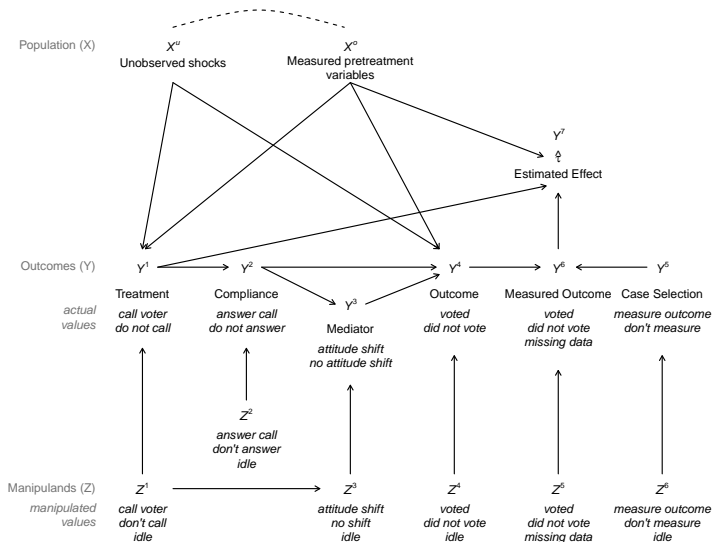 Population (X)
X^u
Unobserved shocks
X^o
Measured pretreatment
variables
Y^7
τ̂
Estimated Effect
Outcomes (Y)
Y^1
Y^2
Y^4
Y^6
Y^5
Treatment
Compliance
Y^3
Outcome
Measured Outcome
Case Selection
actual
values
call voter
do not call
answer call
do not answer
Mediator
attitude shift
no attitude shift
voted
did not vote
voted
did not vote
missing data
measure outcome
don't measure
Z^2
answer call
don't answer
idle
Manipulands (Z)
Z^1
Z^3
Z^4
Z^5
Z^6
manipulated
values
call voter
don't call
idle
attitude shift
no shift
idle
voted
did not vote
idle
voted
did not vote
missing data
measure outcome
don't measure
idle